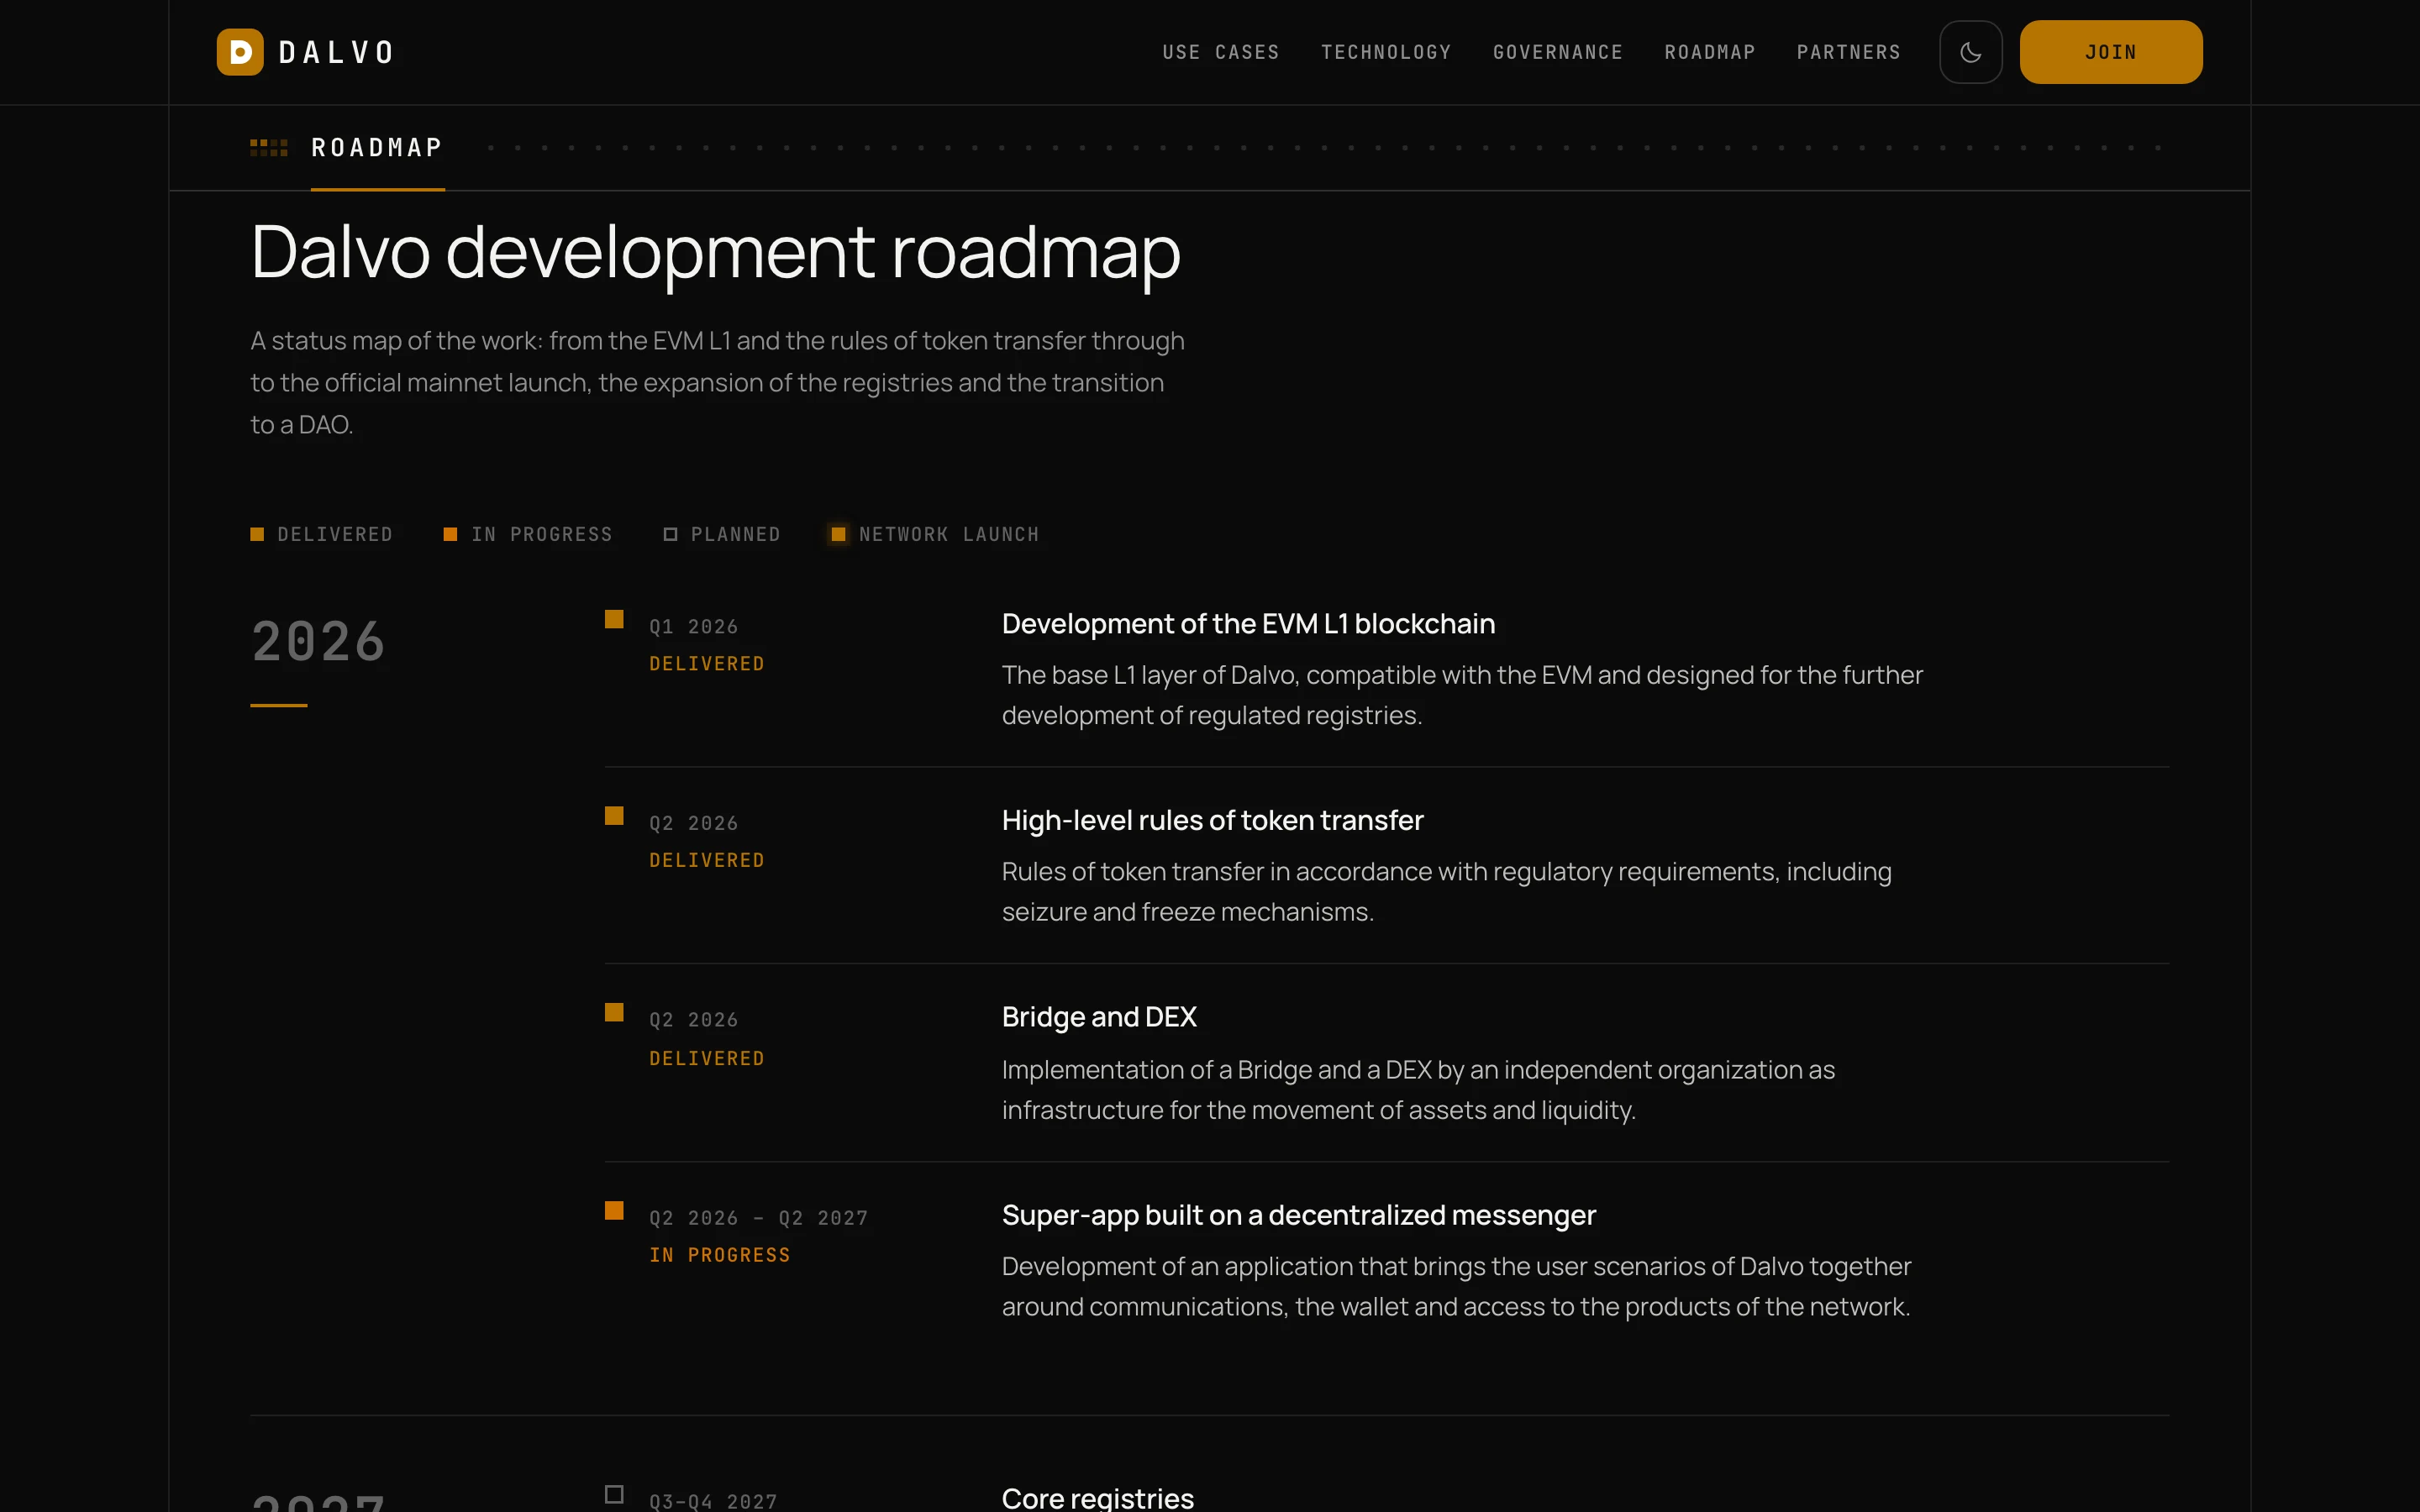 DALVO
USE CASES
TECHNOLOGY
GOVERNANCE
ROADMAP
PARTNERS
JOIN
ROADMAP
Dalvo development roadmap
A status map of the work: from the EVM L1 and the rules of token transfer through
to the official mainnet launch, the expansion of the registries and the transition
to a DAO.
DELIVERED
IN PROGRESS
PLANNED
NETWORK LAUNCH
2026
Q1 2026
DELIVERED
Development of the EVM L1 blockchain
The base L1 layer of Dalvo, compatible with the EVM and designed for the further
development of regulated registries.
Q2 2026
DELIVERED
High-level rules of token transfer
Rules of token transfer in accordance with regulatory requirements, including
seizure and freeze mechanisms.
Q2 2026
DELIVERED
Bridge and DEX
Implementation of a Bridge and a DEX by an independent organization as
infrastructure for the movement of assets and liquidity.
Q2 2026 – Q2 2027
IN PROGRESS
Super-app built on a decentralized messenger
Development of an application that brings the user scenarios of Dalvo together
around communications, the wallet and access to the products of the network.
2027
Q3–Q4 2027
Core registries